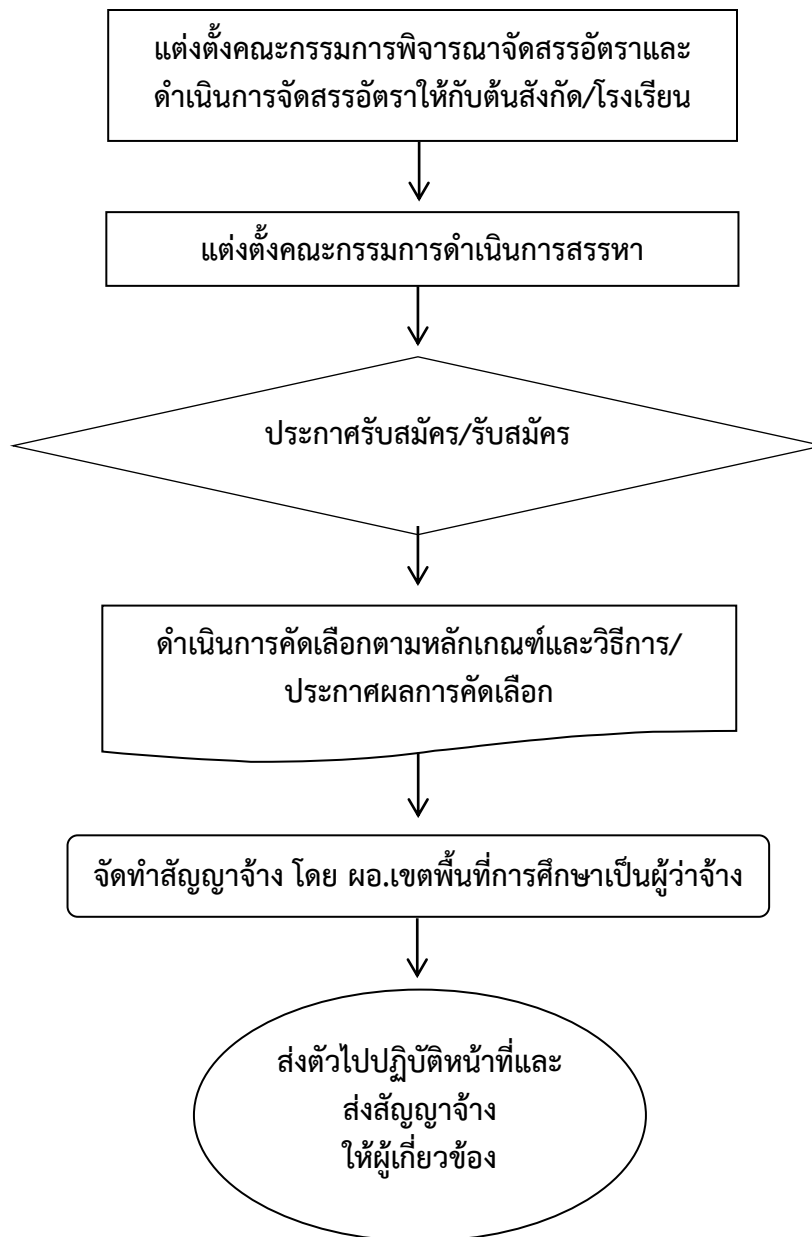 แต่งตั้งคณะกรรมการพิจารณาจัดสรรอัตราและ
ดำเนินการจัดสรรอัตราให้กับต้นสังกัด/โรงเรียน
แต่งตั้งคณะกรรมการดำเนินการสรรหา
ประกาศรับสมัคร/รับสมัคร
ดำเนินการคัดเลือกตามหลักเกณฑ์และวิธีการ/
ประกาศผลการคัดเลือก
จัดทำสัญญาจ้าง โดย ผอ.เขตพื้นที่การศึกษาเป็นผู้ว่าจ้าง
ส่งตัวไปปฏิบัติหน้าที่และ
ส่งสัญญาจ้าง
ให้ผู้เกี่ยวข้อง